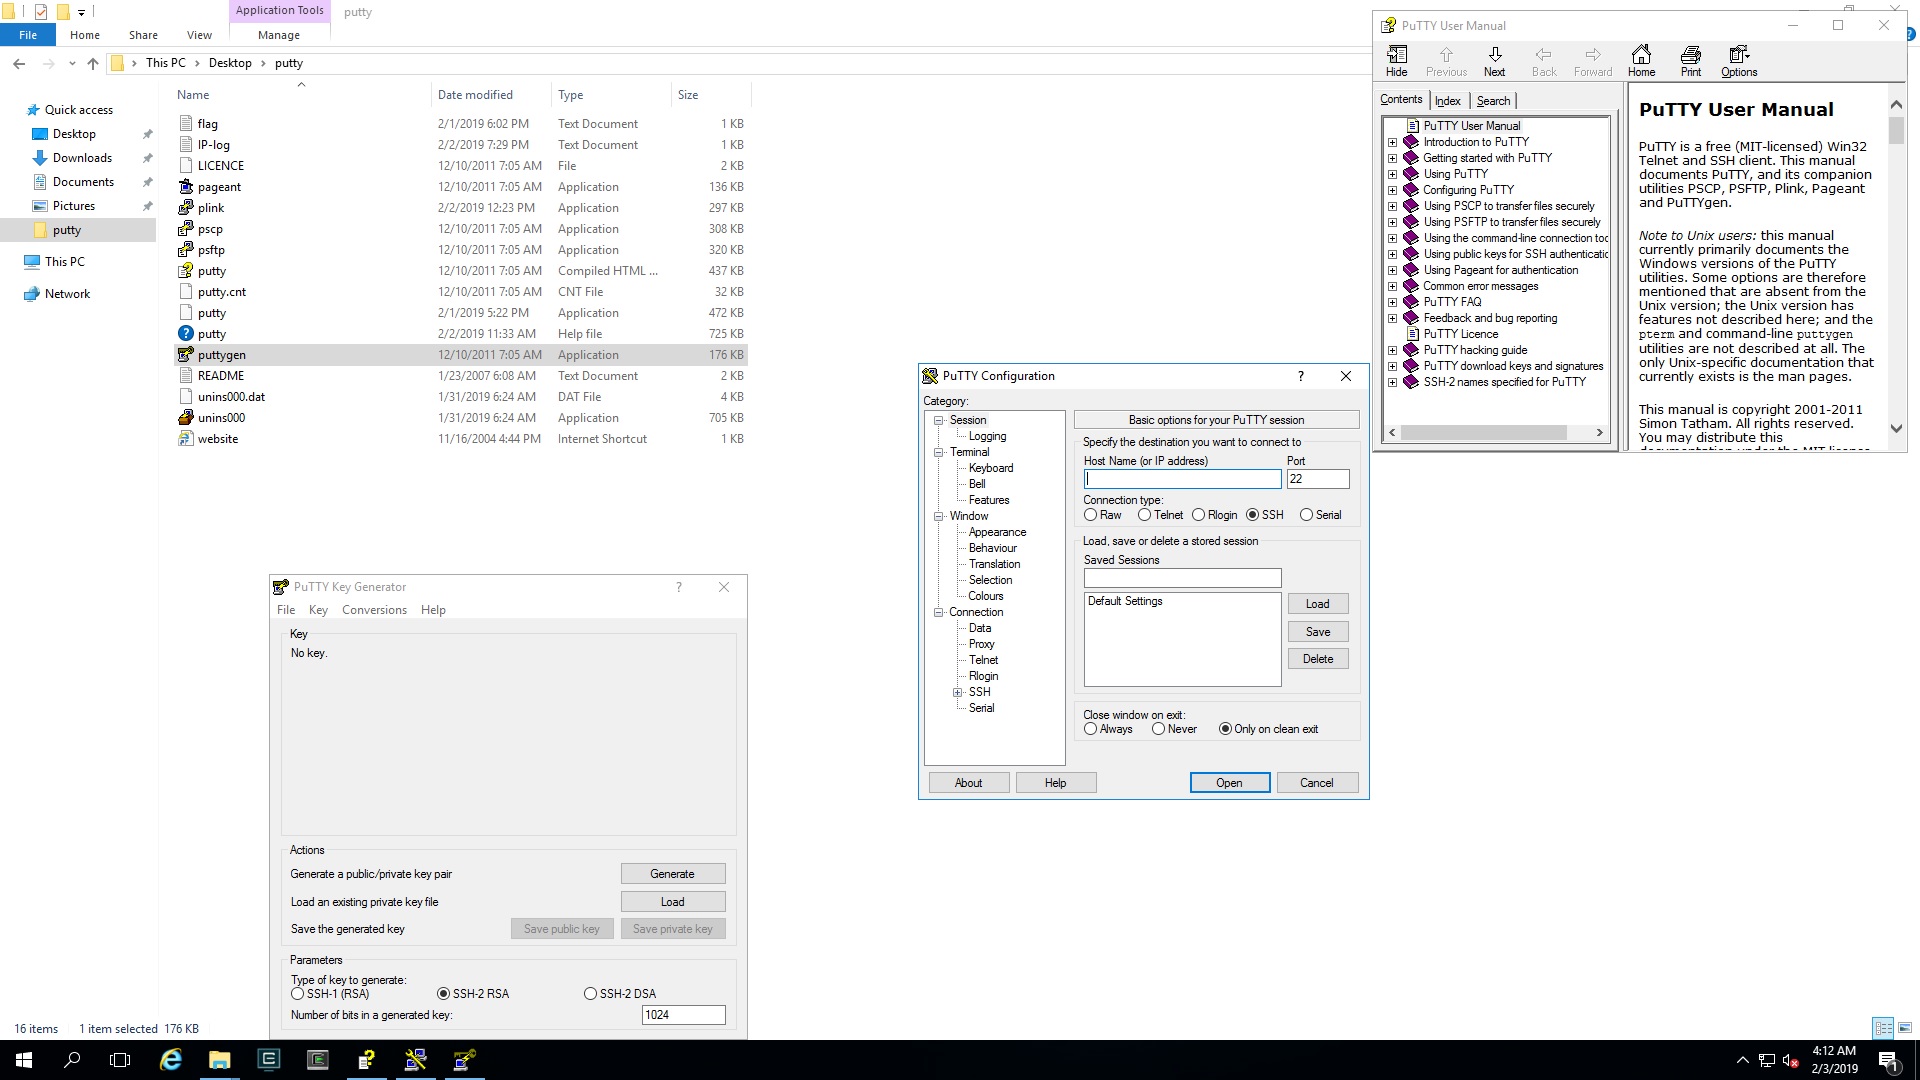 Application Tools
putty
File
Home
Share
View
Manage
This PC
Desktop
putty
Quick access
Desktop
Downloads
Documents
Pictures
putty
This PC
Network
Name
Date modified
Type
Size
flag 2/1/2019 6:02 PM Text Document 1 KB
IP-log 2/2/2019 7:29 PM Text Document 1 KB
LICENCE 12/10/2011 7:05 AM File 2 KB
pageant 12/10/2011 7:05 AM Application 136 KB
plink 2/2/2019 12:23 PM Application 297 KB
pscp 12/10/2011 7:05 AM Application 308 KB
psftp 12/10/2011 7:05 AM Application 320 KB
putty 12/10/2011 7:05 AM Compiled HTML ... 437 KB
putty.cnt 12/10/2011 7:05 AM CNT File 32 KB
putty 2/1/2019 5:22 PM Application 472 KB
putty 2/2/2019 11:33 AM Help file 725 KB
puttygen 12/10/2011 7:05 AM Application 176 KB
README 1/23/2007 6:08 AM Text Document 2 KB
unins000.dat 1/31/2019 6:24 AM DAT File 4 KB
unins000 1/31/2019 6:24 AM Application 705 KB
website 11/16/2004 4:44 PM Internet Shortcut 1 KB
PuTTY Key Generator
?
File Key Conversions Help
Key
No key.
Actions
Generate a public/private key pair
Generate
Load an existing private key file
Load
Save the generated key
Save public key
Save private key
Parameters
Type of key to generate:
SSH-1 (RSA)
SSH-2 RSA
SSH-2 DSA
Number of bits in a generated key:
1024
PuTTY Configuration
?
Category:
Session
Logging
Terminal
Keyboard
Bell
Features
Window
Appearance
Behaviour
Translation
Selection
Colours
Connection
Data
Proxy
Telnet
Rlogin
SSH
Serial
Basic options for your PuTTY session
Specify the destination you want to connect to
Host Name (or IP address)
Port
22
Connection type:
Raw
Telnet
Rlogin
SSH
Serial
Load, save or delete a stored session
Saved Sessions
Default Settings
Load
Save
Delete
Close window on exit:
Always
Never
Only on clean exit
About
Help
Open
Cancel
PuTTY User Manual
Hide
Previous
Next
Back
Forward
Home
Print
Options
Contents
Index
Search
PuTTY User Manual
Introduction to PuTTY
Getting started with PuTTY
Using PuTTY
Configuring PuTTY
Using PSCP to transfer files securely
Using PSFTP to transfer files securely
Using the command-line connection too
Using public keys for SSH authenticatio
Using Pageant for authentication
Common error messages
PuTTY FAQ
Feedback and bug reporting
PuTTY Licence
PuTTY hacking guide
PuTTY download keys and signatures
SSH-2 names specified for PuTTY
PuTTY User Manual
PuTTY is a free (MIT-licensed) Win32
Telnet and SSH client. This manual
documents PuTTY, and its companion
utilities PSCP, PSFTP, Plink, Pageant
and PuTTYgen.
Note to Unix users: this manual
currently primarily documents the
Windows versions of the PuTTY
utilities. Some options are therefore
mentioned that are absent from the
Unix version; the Unix version has
features not described here; and the
pterm and command-line puttygen
utilities are not described at all. The
only Unix-specific documentation that
currently exists is the man pages.
This manual is copyright 2001-2011
Simon Tatham. All rights reserved.
You may distribute this
16 items
1 item selected 176 KB
4:12 AM
2/3/2019
1